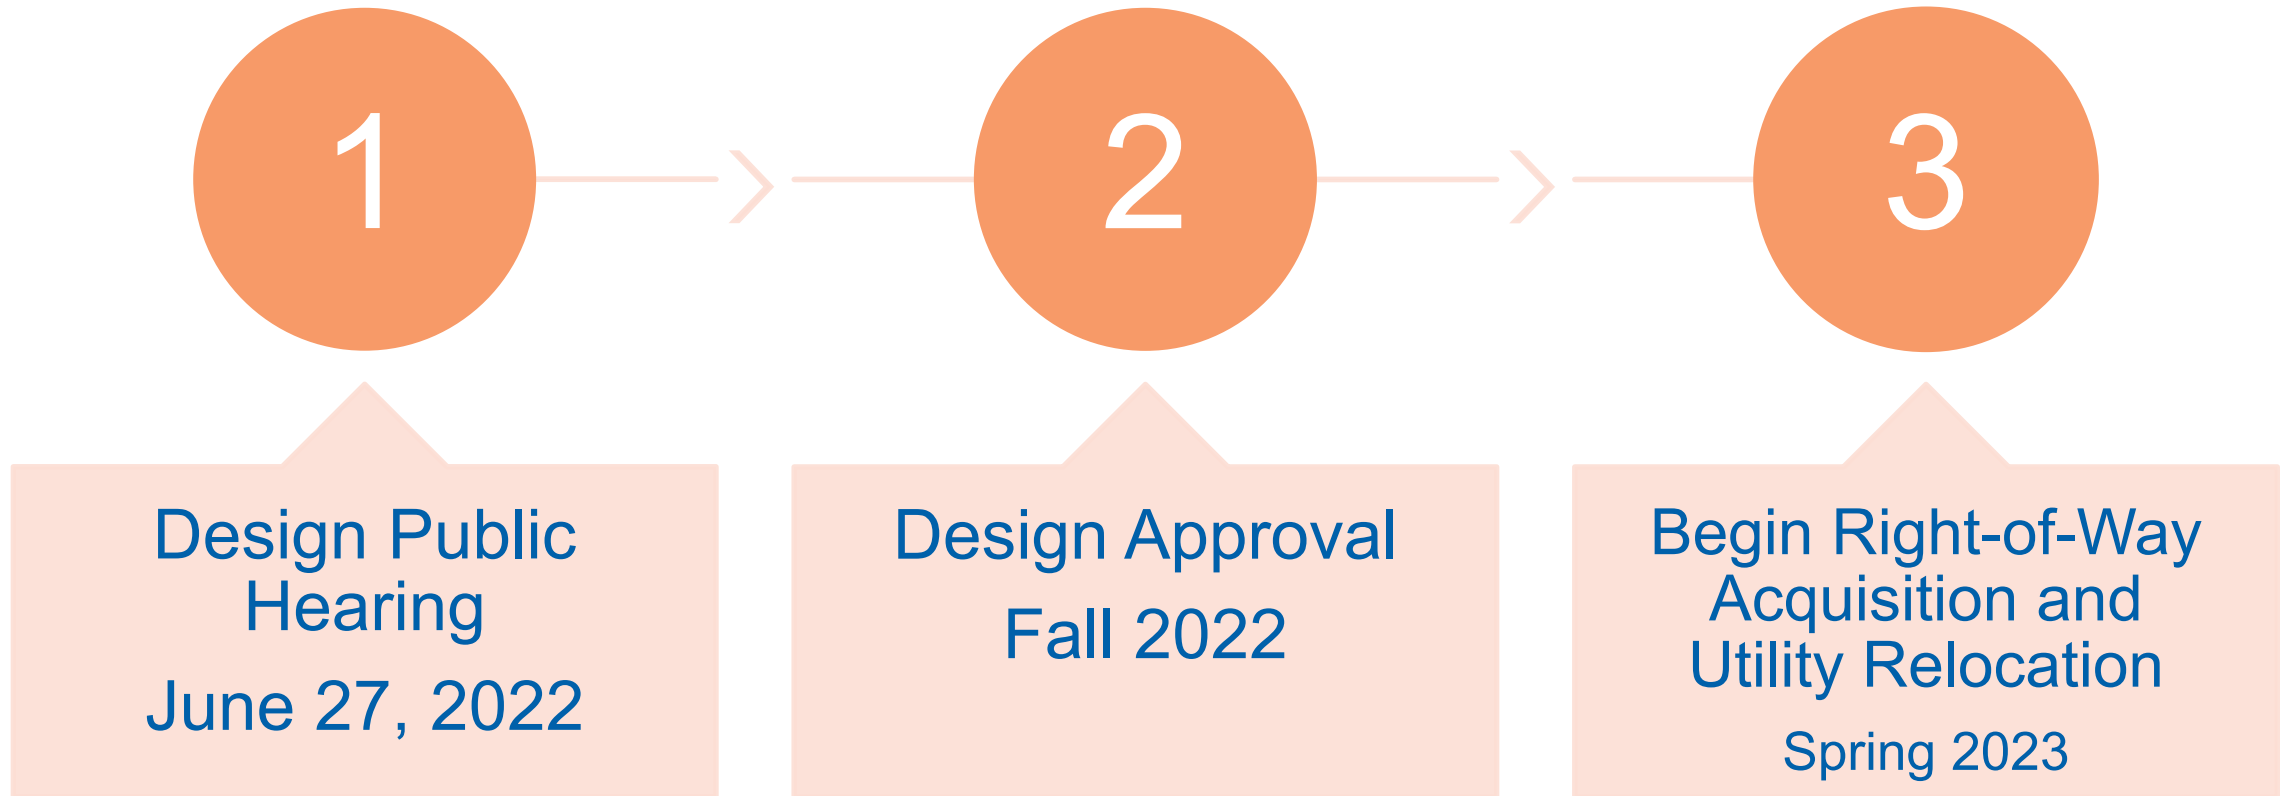 1
2
3
Design Public
Hearing
June 27, 2022
Design Approval
Fall 2022
Begin Right-of-Way
Acquisition and
Utility Relocation
Spring 2023